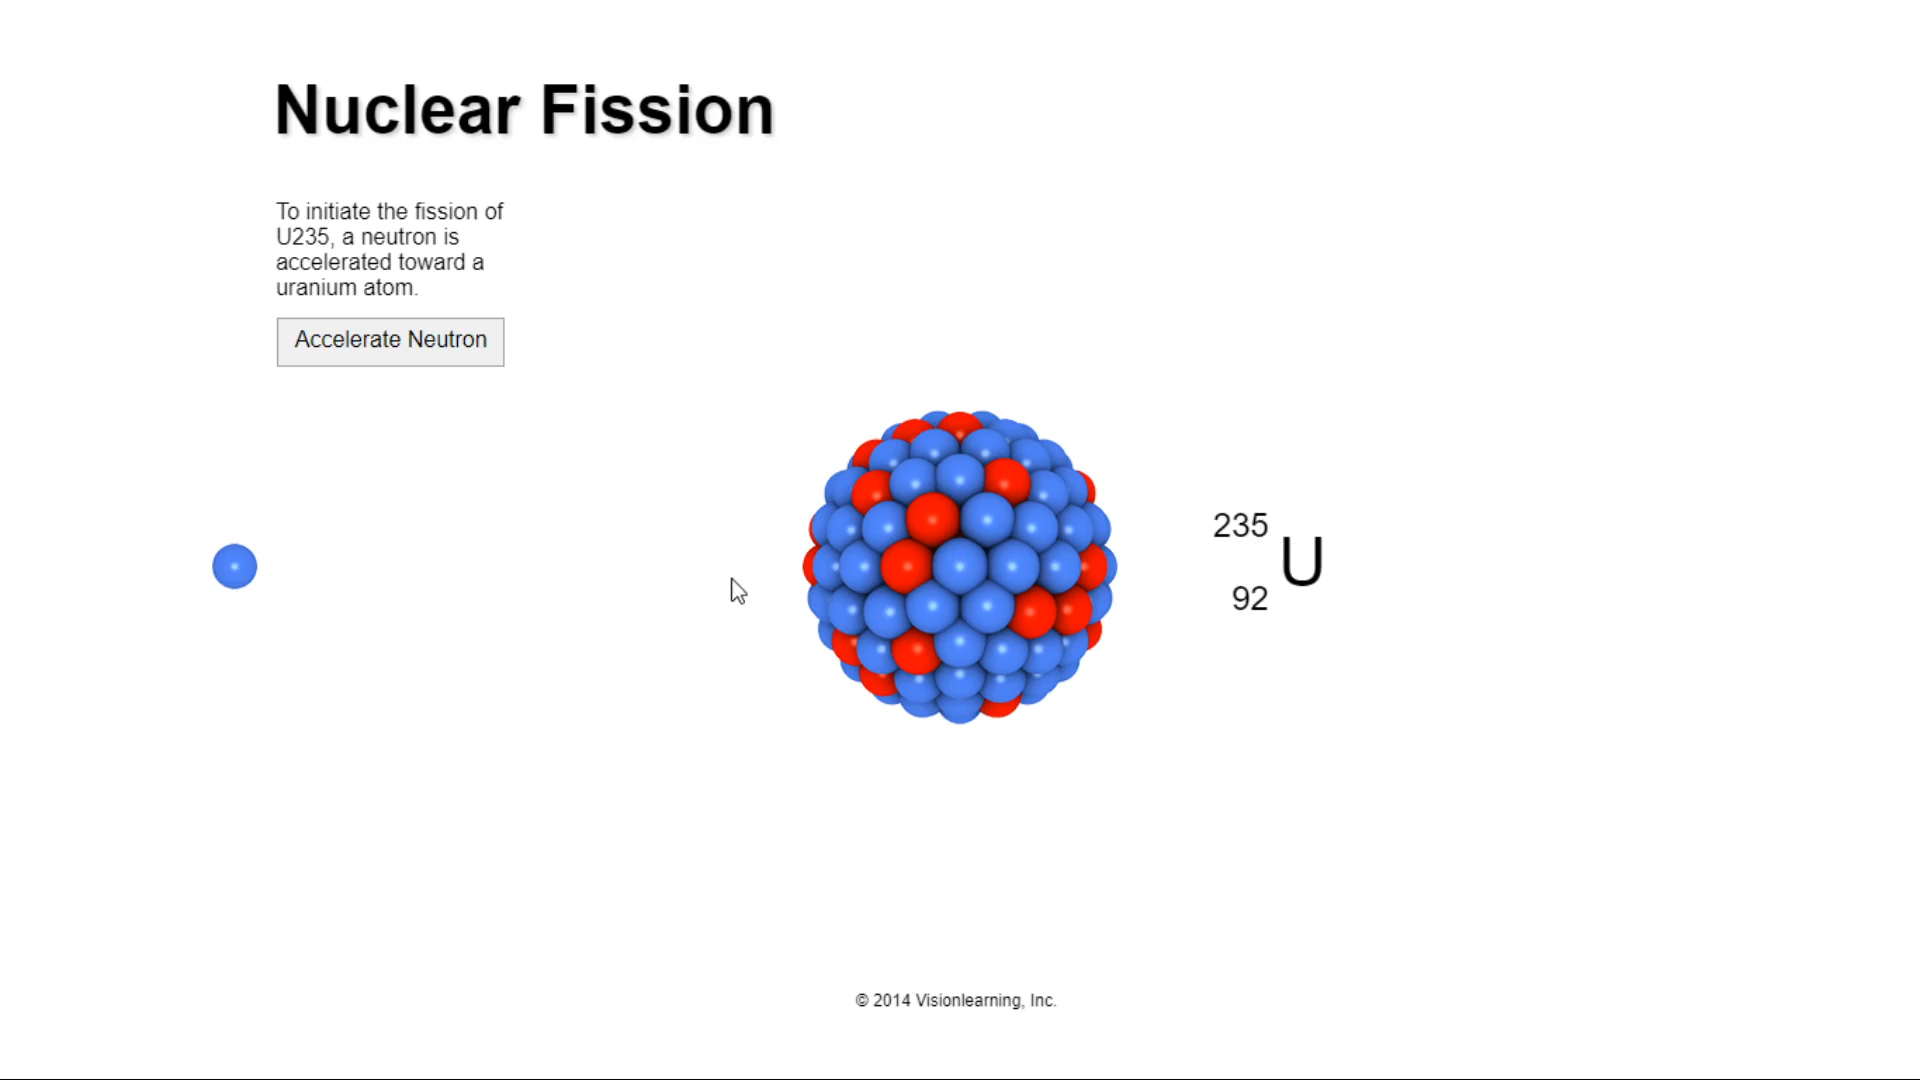 Nuclear Fission
To initiate the fission of
U235, a neutron is
accelerated toward a
uranium atom.
Accelerate Neutron
235
U
92
© 2014 Visionlearning, Inc.